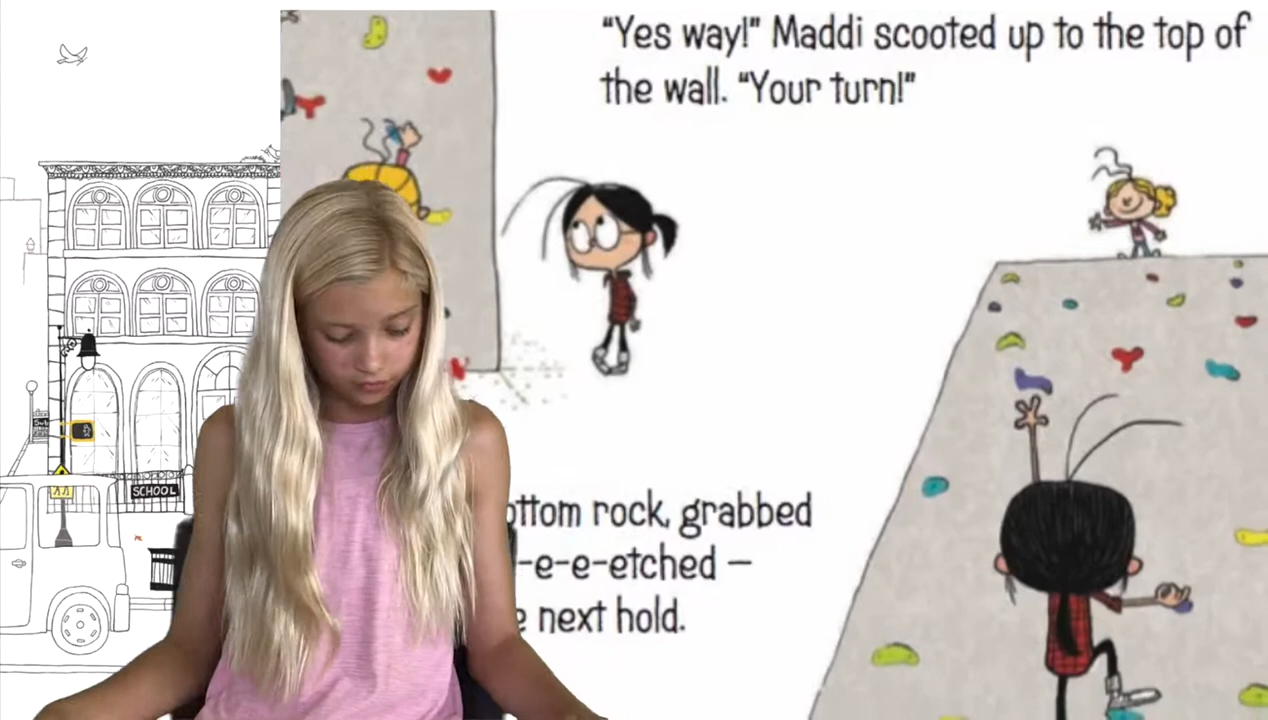 “Yes way!” Maddi scooted up to the top of
the wall. “Your turn!”
rock, grabbed
-e-e-etched –
next hold.
SCHOOL